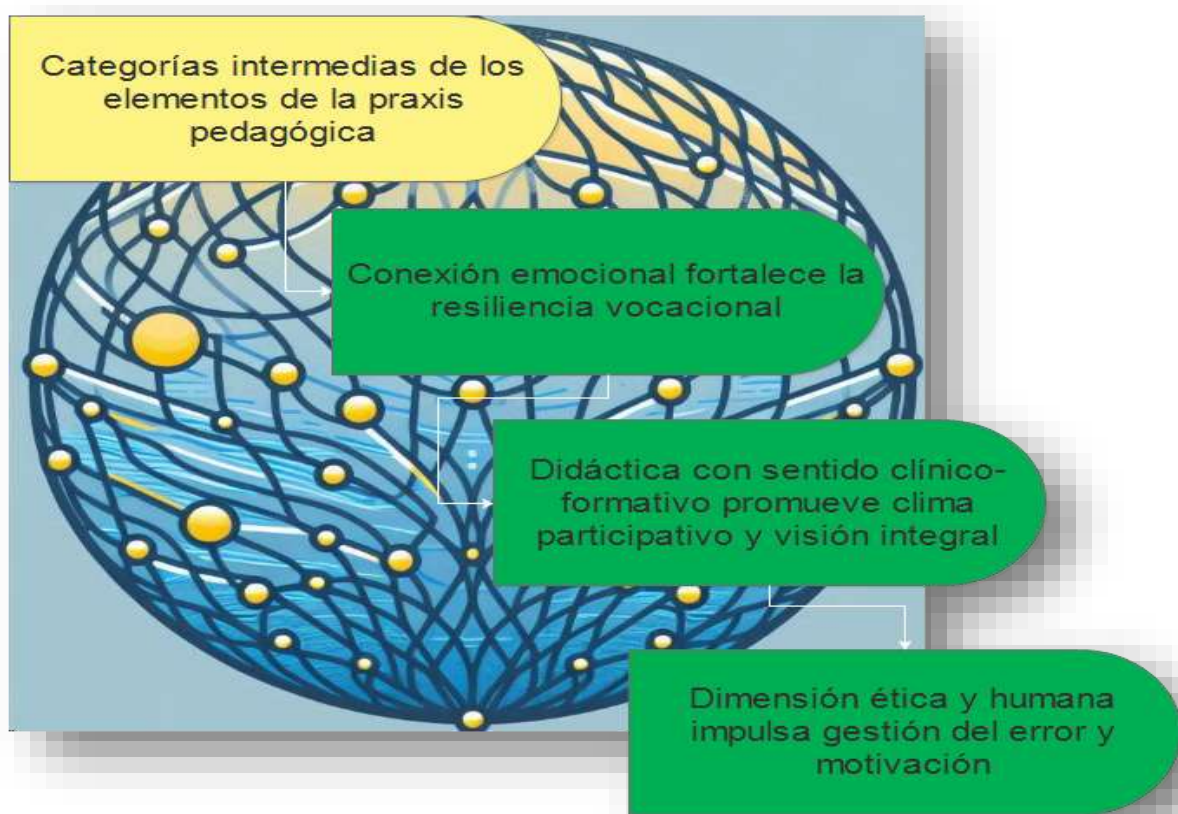 Categorías intermedias de los
elementos de la praxis
pedagógica
Conexión emocional fortalece la
resiliencia vocacional
Didáctica con sentido clínico-
formativo promueve clima
participativo y visión integral
Dimensión ética y humana
impulsa gestión del error y
motivación